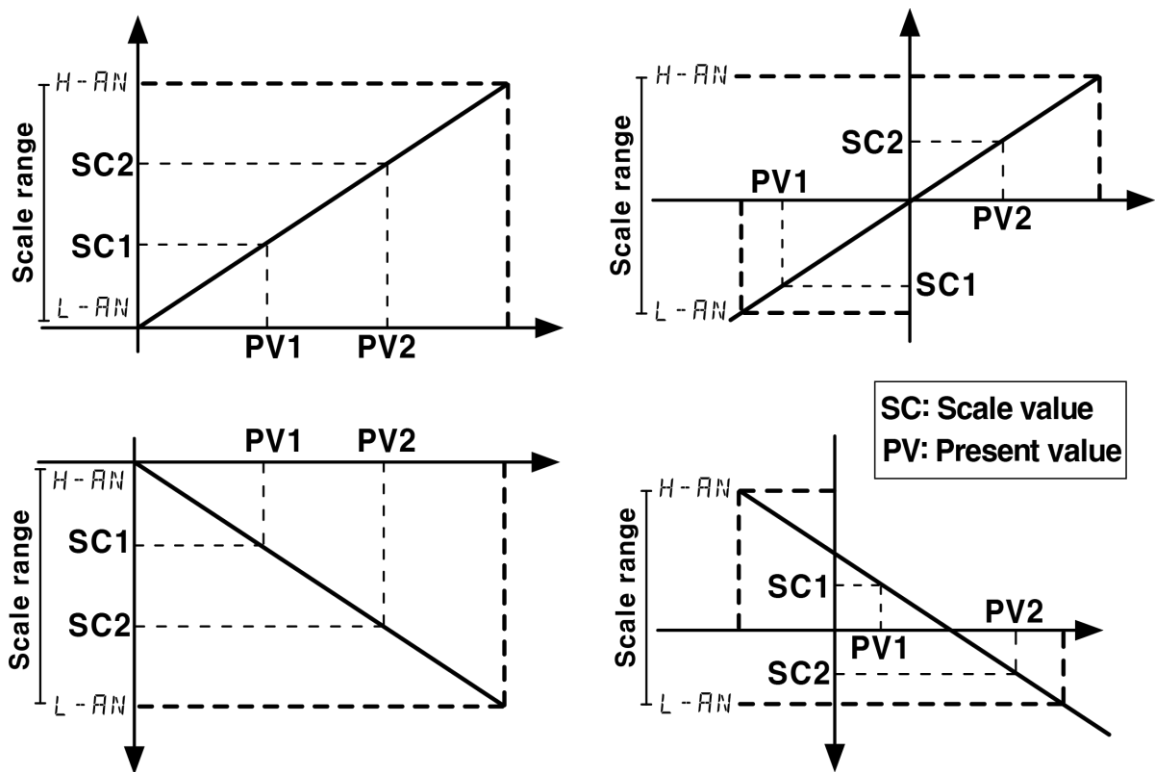 H-AN
SC2
SC1
L-AN
Scale range
PV1 PV2
H-AN
SC2
PV1
PV2
SC1
L-AN
Scale range
SC: Scale value
PV: Present value
PV1 PV2
H-AN
SC1
SC2
L-AN
Scale range
H-AN
SC1
PV2
PV1
SC2
L-AN
Scale range